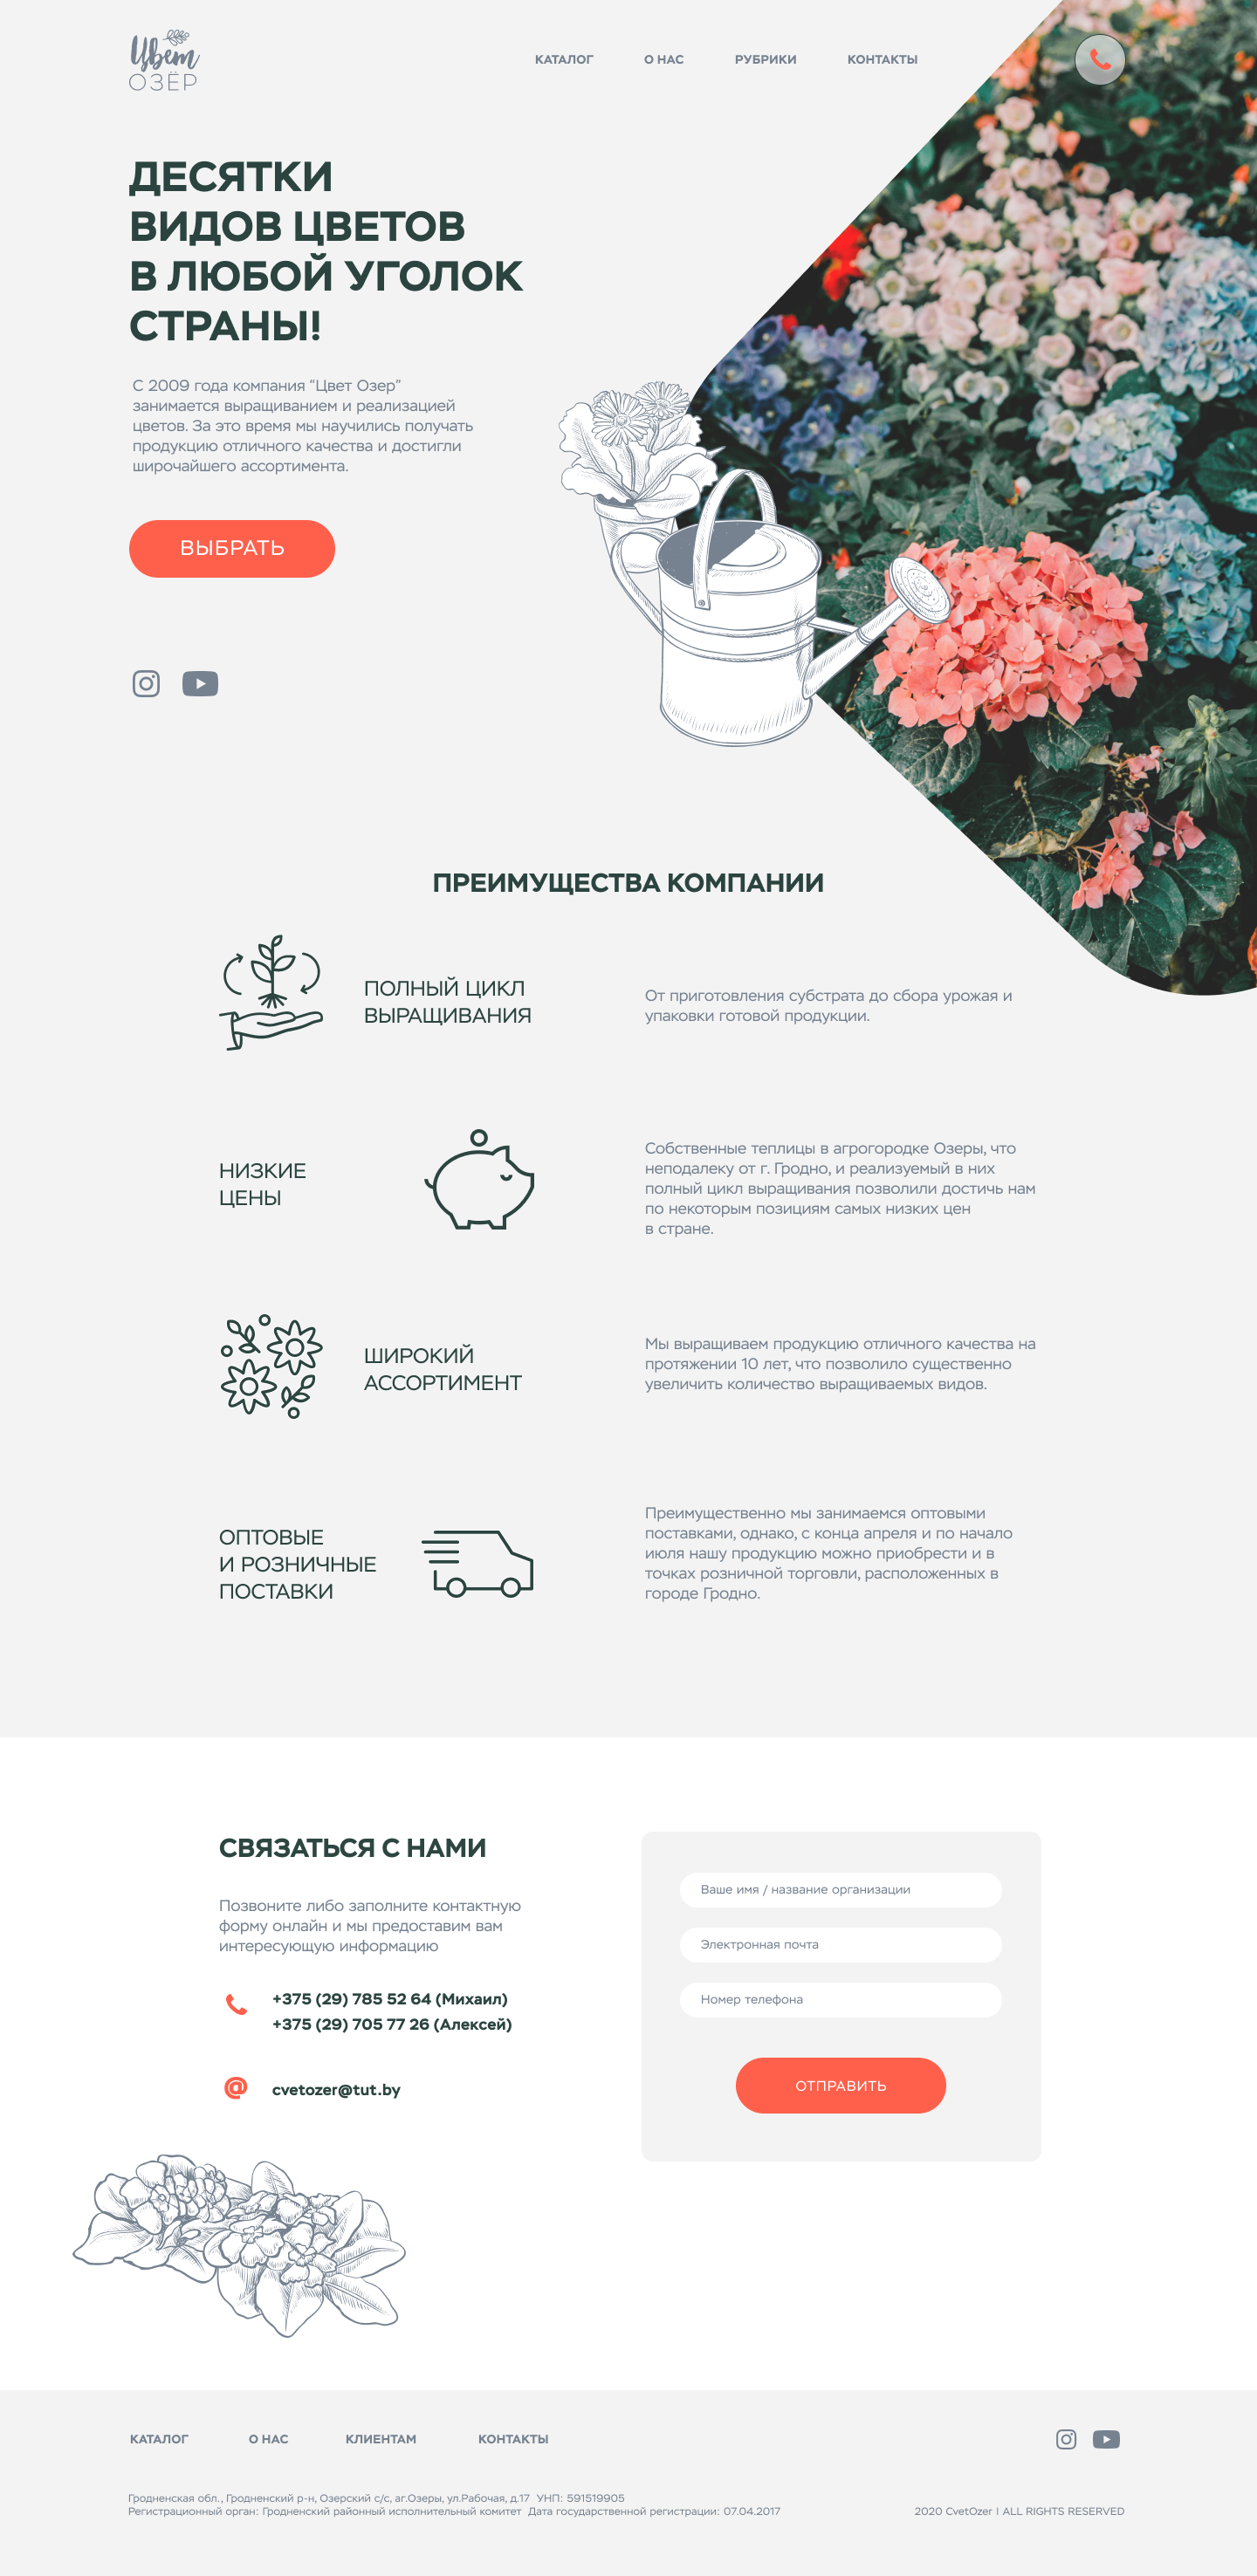 Цвет
ОЗЁР
КАТАЛОГ
О НАС
РУБРИКИ
КОНТАКТЫ
ДЕСЯТКИ
ВИДОВ ЦВЕТОВ
В ЛЮБОЙ УГОЛОК
СТРАНЫ!
С 2009 года компания “Цвет Озер”
занимается выращиванием и реализацией
цветов. За это время мы научились получать
продукцию отличного качества и достигли
широчайшего ассортимента.
ВЫБРАТЬ
ПРЕИМУЩЕСТВА КОМПАНИИ
ПОЛНЫЙ ЦИКЛ
ВЫРАЩИВАНИЯ
От приготовления субстрата до сбора урожая и
упаковки готовой продукции.
НИЗКИЕ
ЦЕНЫ
Собственные теплицы в агрогородке Озеры, что
неподалеку от г. Гродно, и реализуемый в них
полный цикл выращивания позволили достичь нам
по некоторым позициям самых низких цен
в стране.
ШИРОКИЙ
АССОРТИМЕНТ
Мы выращиваем продукцию отличного качества на
протяжении 10 лет, что позволило существенно
увеличить количество выращиваемых видов.
ОПТОВЫЕ
И РОЗНИЧНЫЕ
ПОСТАВКИ
Преимущественно мы занимаемся оптовыми
поставками, однако, с конца апреля и по начало
июля нашу продукцию можно приобрести и в
точках розничной торговли, расположенных в
городе Гродно.
СВЯЗАТЬСЯ С НАМИ
Позвоните либо заполните контактную
форму онлайн и мы предоставим вам
интересующую информацию
+375 (29) 785 52 64 (Михаил)
+375 (29) 705 77 26 (Алексей)
@ cvetozer@tut.by
Ваше имя / название организации
Электронная почта
Номер телефона
ОТПРАВИТЬ
КАТАЛОГ
О НАС
КЛИЕНТАМ
КОНТАКТЫ
Гродненская обл., Гродненский р-н, Озерский с/с, аг.Озеры, ул.Рабочая, д.17 УНП: 591519905
Регистрационный орган: Гродненский районный исполнительный комитет Дата государственной регистрации: 07.04.2017
2020 CvetOzer I ALL RIGHTS RESERVED